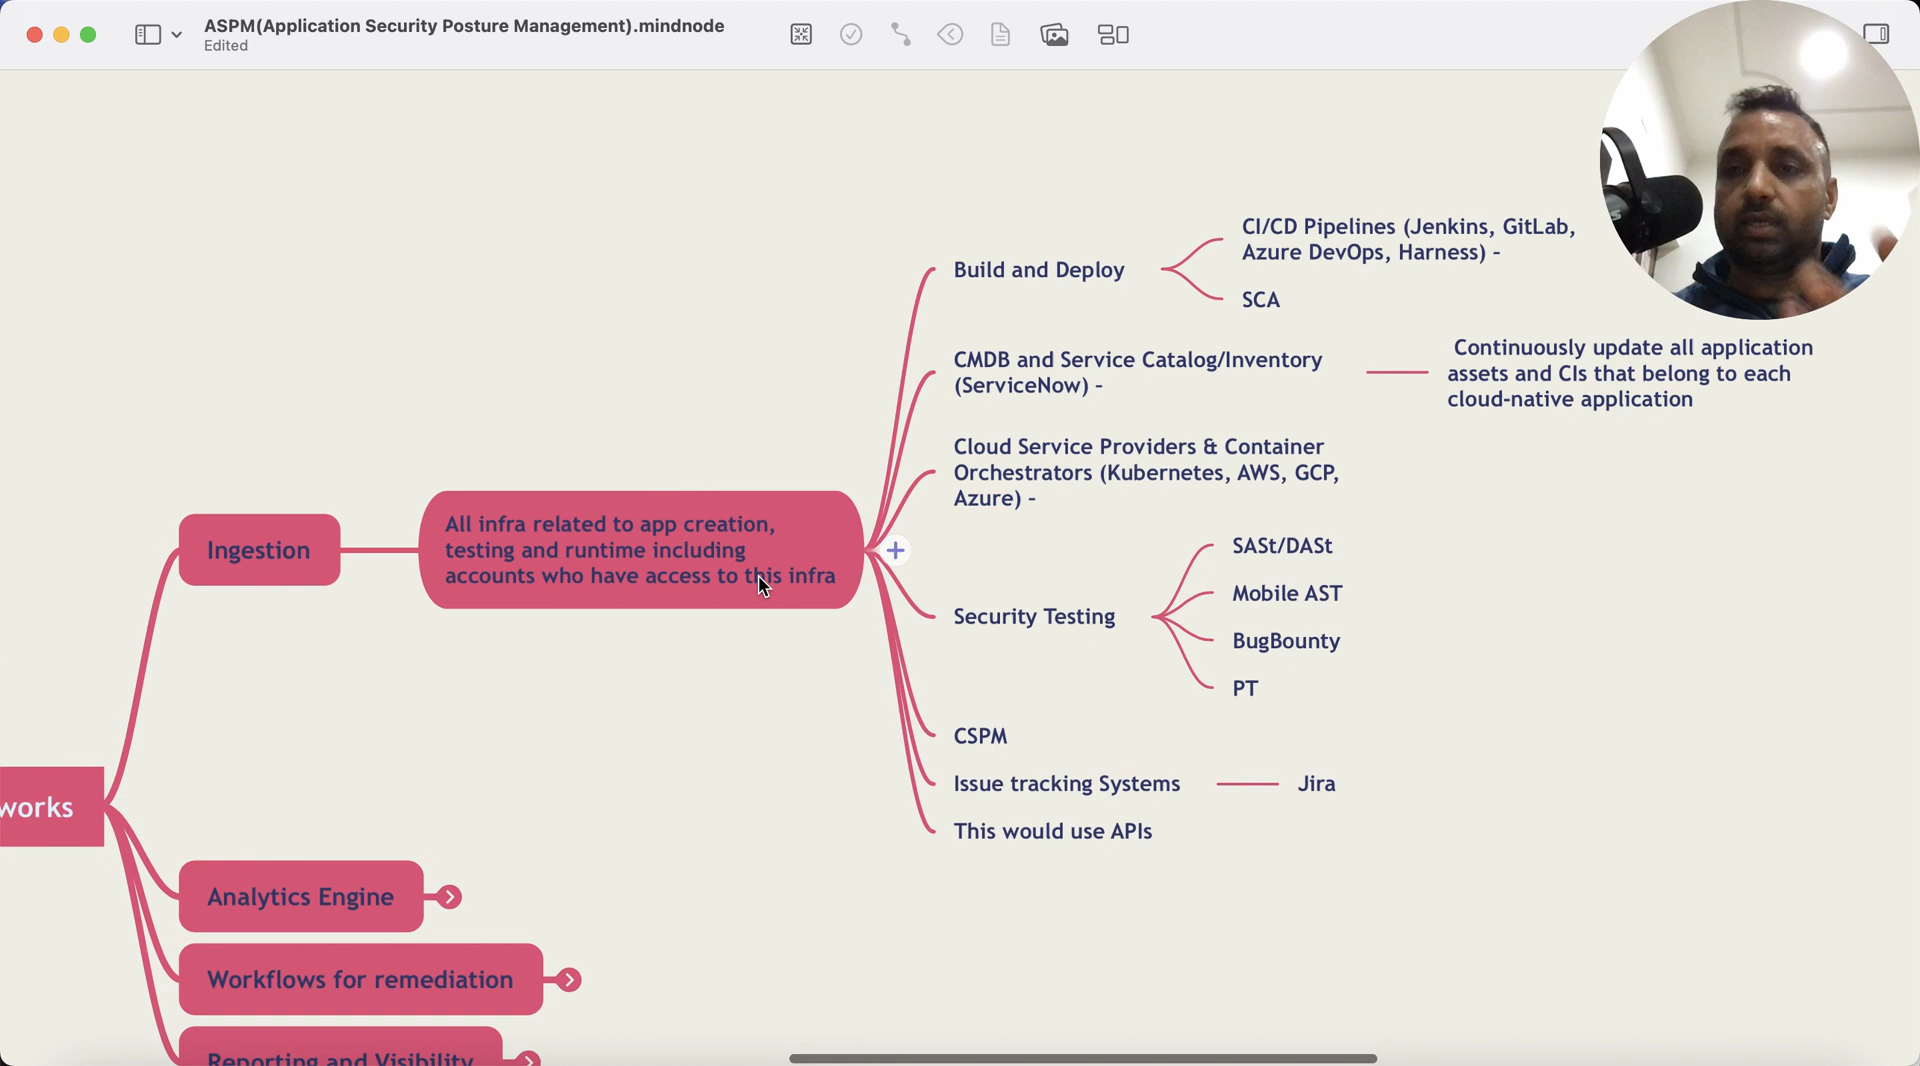 ASPM(Application Security Posture Management).mindnode
Edited
CI/CD Pipelines (Jenkins, GitLab,
Azure DevOps, Harness) –
Build and Deploy
SCA
CMDB and Service Catalog/Inventory
(ServiceNow) –
Continuously update all application
assets and CIs that belong to each
cloud-native application
Cloud Service Providers & Container
Orchestrators (Kubernetes, AWS, GCP,
Azure) –
Ingestion
All infra related to app creation,
testing and runtime including
accounts who have access to this infra
SASt/DASt
Mobile AST
Security Testing
BugBounty
PT
CSPM
Issue tracking Systems
Jira
This would use APIs
works
Analytics Engine
Workflows for remediation
Reporting and Visibility